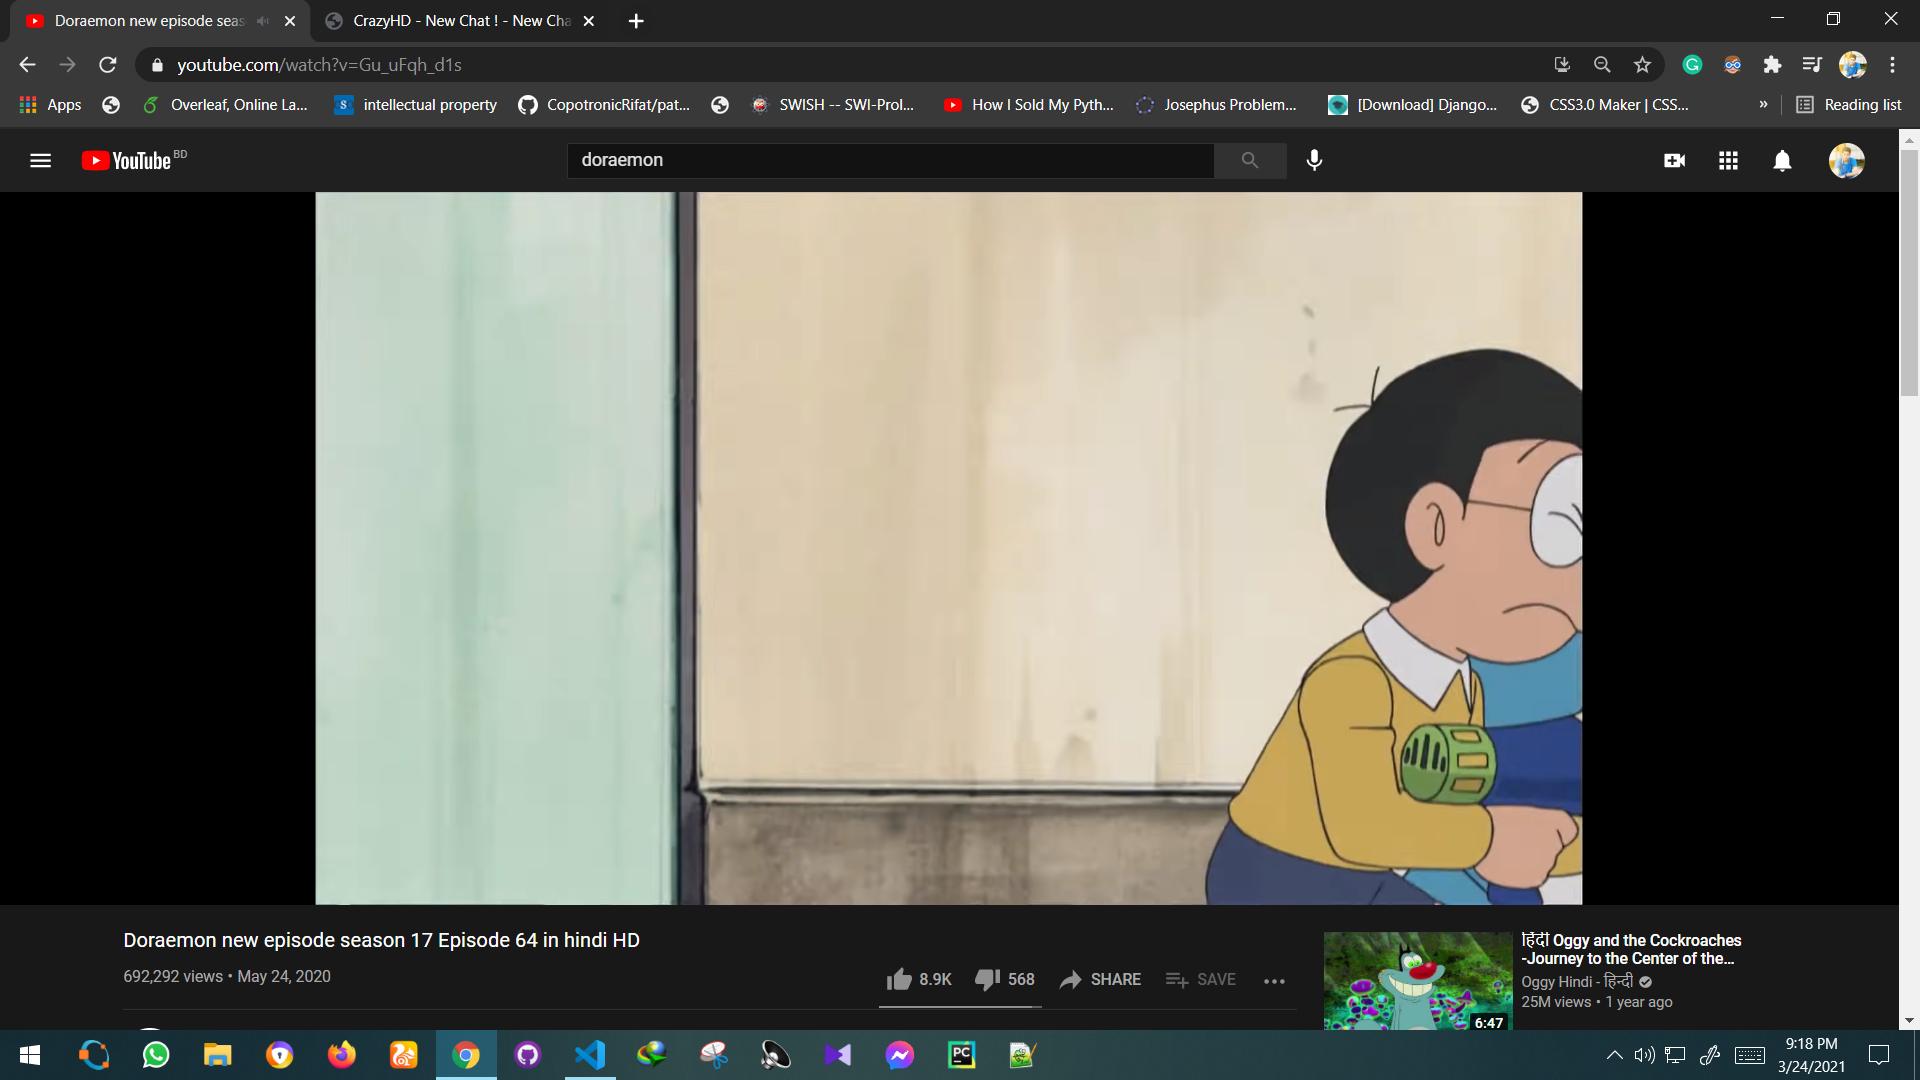 Doraemon new episode seas
CrazyHD - New Chat ! - New Cha
youtube.com/watch?v=Gu_uFqh_d1s
Apps
Overleaf, Online La...
intellectual property
CopotronicRifat/pat...
SWISH -- SWI-Prol...
How I Sold My Pyth...
Josephus Problem...
[Download] Django...
CSS3.0 Maker | CSS...
»
Reading list
YouTube BD
doraemon
Doraemon new episode season 17 Episode 64 in hindi HD
692,292 views • May 24, 2020
8.9K
568
SHARE
SAVE
हिंदी Oggy and the Cockroaches
-Journey to the Center of the...
Oggy Hindi - हिन्दी
25M views • 1 year ago
6:47
PC
9:18 PM
3/24/2021